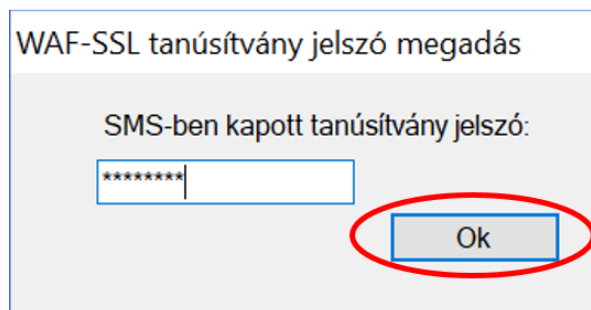 WAF-SSL tanúsítvány jelszó megadás
SMS-ben kapott tanúsítvány jelszó:
********
Ok